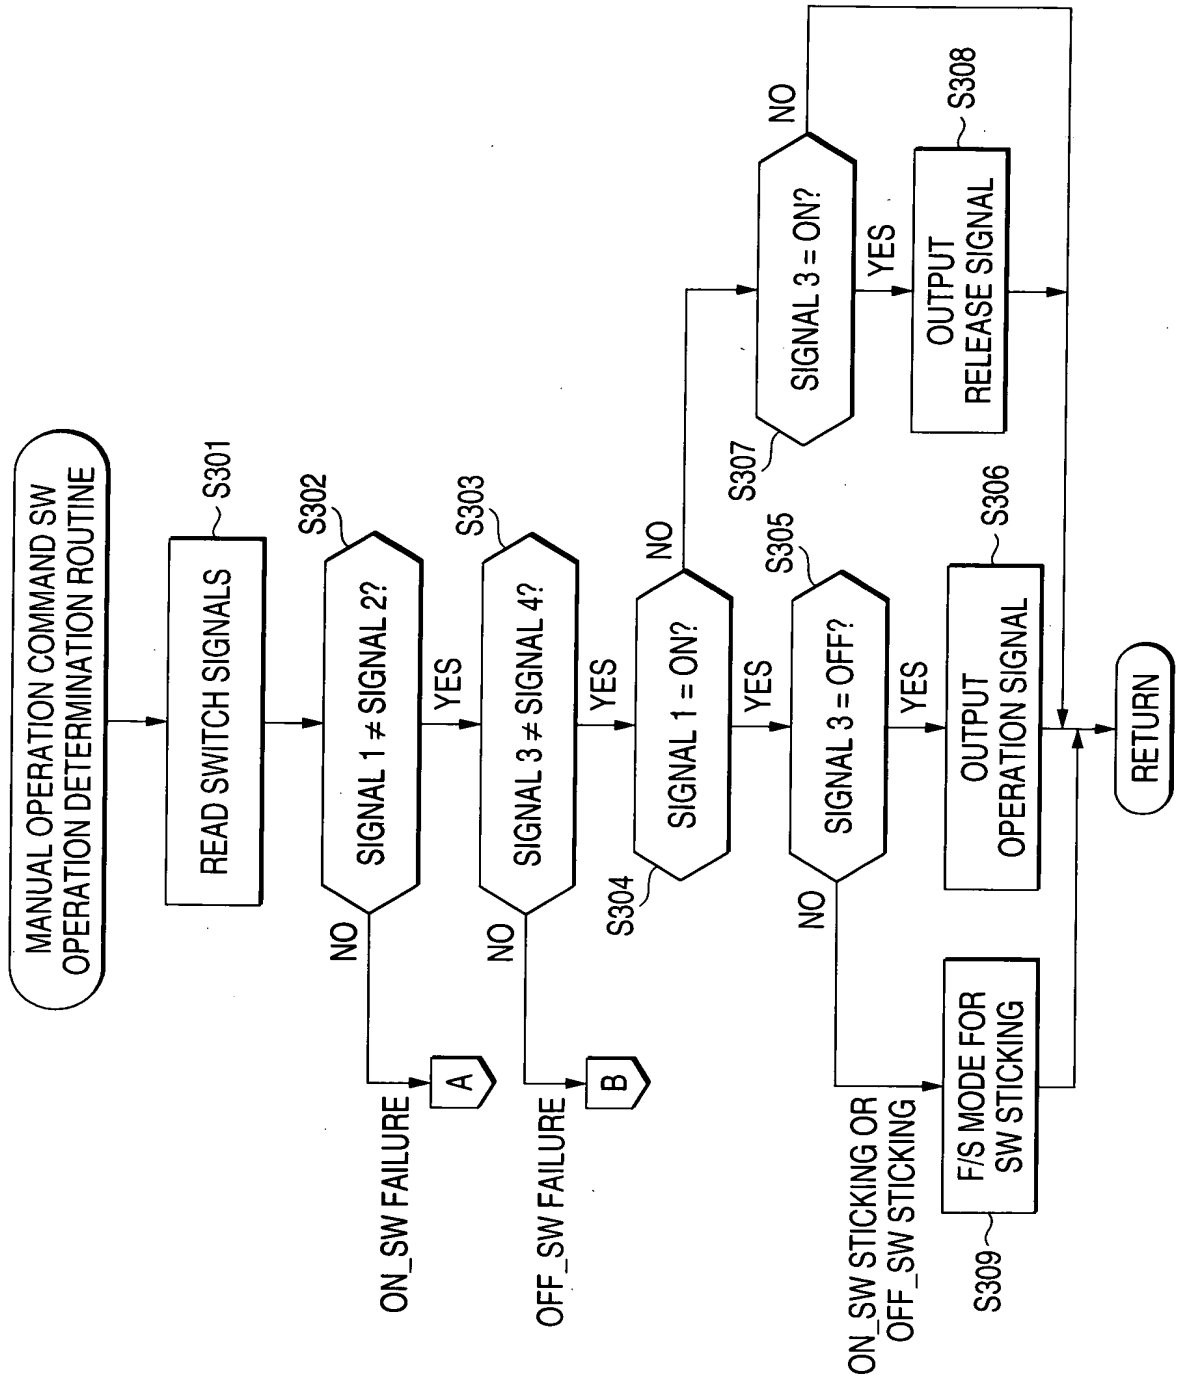 MANUAL OPERATION COMMAND SW
OPERATION DETERMINATION ROUTINE
READ SWITCH SIGNALS
S301
SIGNAL 1 ≠ SIGNAL 2?
S302
NO
YES
ON_SW FAILURE
A
SIGNAL 3 ≠ SIGNAL 4?
S303
NO
YES
OFF_SW FAILURE
B
SIGNAL 1 = ON?
S304
NO
YES
SIGNAL 3 = OFF?
S305
NO
YES
ON_SW STICKING OR
OFF_SW STICKING
SIGNAL 3 = ON?
S307
NO
YES
OUTPUT
RELEASE SIGNAL
S308
OUTPUT
OPERATION SIGNAL
S306
F/S MODE FOR
SW STICKING
S309
RETURN